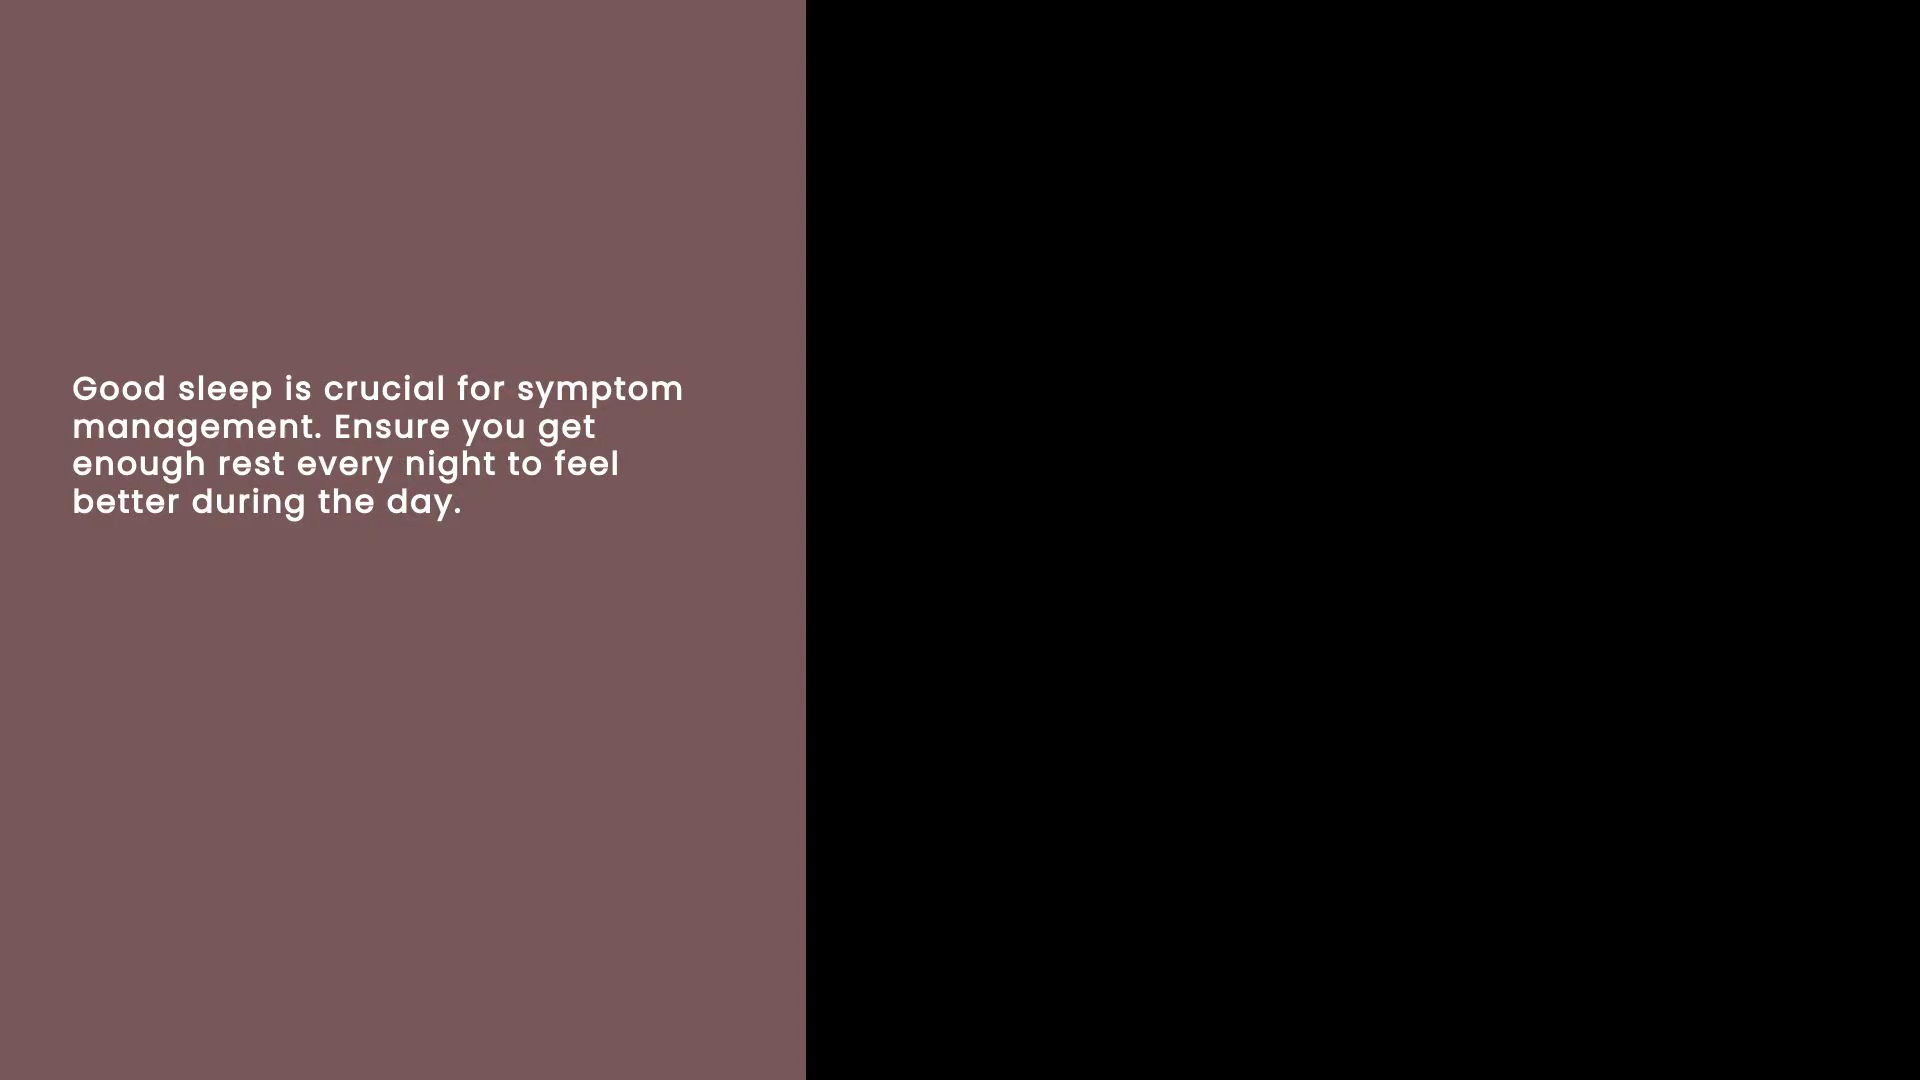 Good sleep is crucial for symptom
management. Ensure you get
enough rest every night to feel
better during the day.